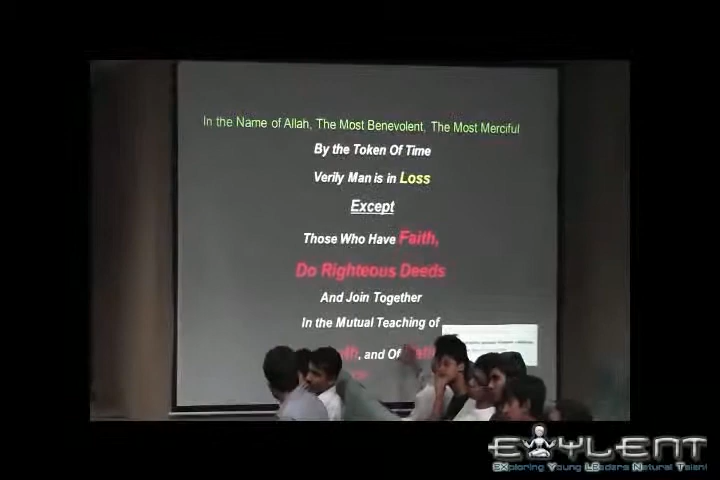 In the Name of Allah, The Most Benevolent, The Most Merciful
By the Token Of Time
Verily Man is in Loss
Except
Those Who Have Faith,
Do Righteous Deeds
And Join Together
In the Mutual Teaching of
, and Of
EXYLENT
EXploring Young LEaders Natural Talent